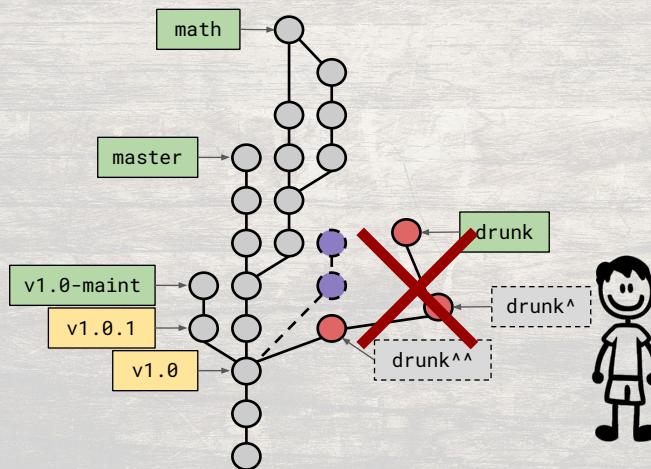 math
master
drunk
v1.0-maint
drunk^
v1.0.1
drunk^^
v1.0